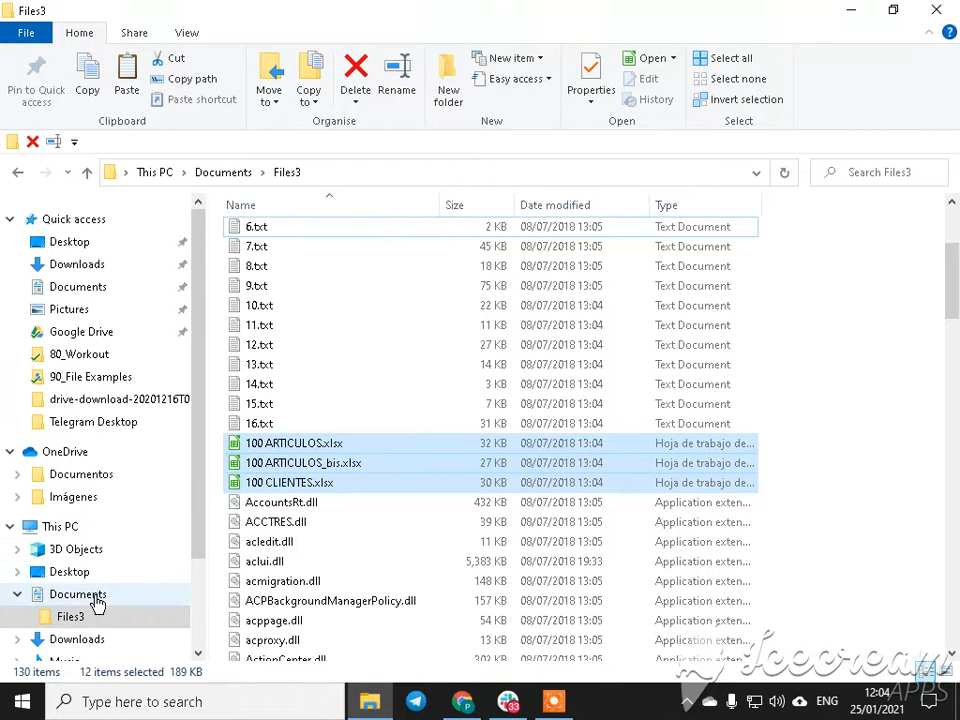 Files3
File Home Share View
Pin to Quick access
Copy
Paste
Cut
Copy path
Paste shortcut
Clipboard
Move to
Copy to
Delete
Rename
Organise
New folder
New item
Easy access
New
Properties
Open
Edit
History
Open
Select all
Select none
Invert selection
Select
This PC > Documents > Files3
Search Files3
Quick access
Desktop
Downloads
Documents
Pictures
Google Drive
80_Workout
90_File Examples
drive-download-20201216T0
Telegram Desktop
OneDrive
Documentos
Imágenes
This PC
3D Objects
Desktop
Documents
Files3
Downloads
Music
Name Size Date modified Type
6.txt 2 KB 08/07/2018 13:05 Text Document
7.txt 45 KB 08/07/2018 13:05 Text Document
8.txt 18 KB 08/07/2018 13:05 Text Document
9.txt 75 KB 08/07/2018 13:05 Text Document
10.txt 22 KB 08/07/2018 13:04 Text Document
11.txt 11 KB 08/07/2018 13:04 Text Document
12.txt 27 KB 08/07/2018 13:04 Text Document
13.txt 14 KB 08/07/2018 13:04 Text Document
14.txt 3 KB 08/07/2018 13:04 Text Document
15.txt 7 KB 08/07/2018 13:04 Text Document
16.txt 31 KB 08/07/2018 13:04 Text Document
100 ARTICULOS.xlsx 32 KB 08/07/2018 13:04 Hoja de trabajo de...
100 ARTICULOS_bis.xlsx 27 KB 08/07/2018 13:04 Hoja de trabajo de...
100 CLIENTES.xlsx 30 KB 08/07/2018 13:04 Hoja de trabajo de...
AccountsRt.dll 432 KB 08/07/2018 13:05 Application exten...
ACCTRES.dll 39 KB 08/07/2018 13:05 Application exten...
acledit.dll 11 KB 08/07/2018 13:05 Application exten...
aclui.dll 5,383 KB 08/07/2018 19:33 Application exten...
acmigration.dll 148 KB 08/07/2018 13:05 Application exten...
ACPBackgroundManagerPolicy.dll 157 KB 08/07/2018 13:05 Application exten...
acppage.dll 54 KB 08/07/2018 13:05 Application exten...
acproxy.dll 13 KB 08/07/2018 13:05 Application exten...
ActionCenter.dll 302 KB 08/07/2018 13:05
130 items 12 items selected 189 KB
Icecream
APPS
Type here to search
33
ENG
12:04
25/01/2021